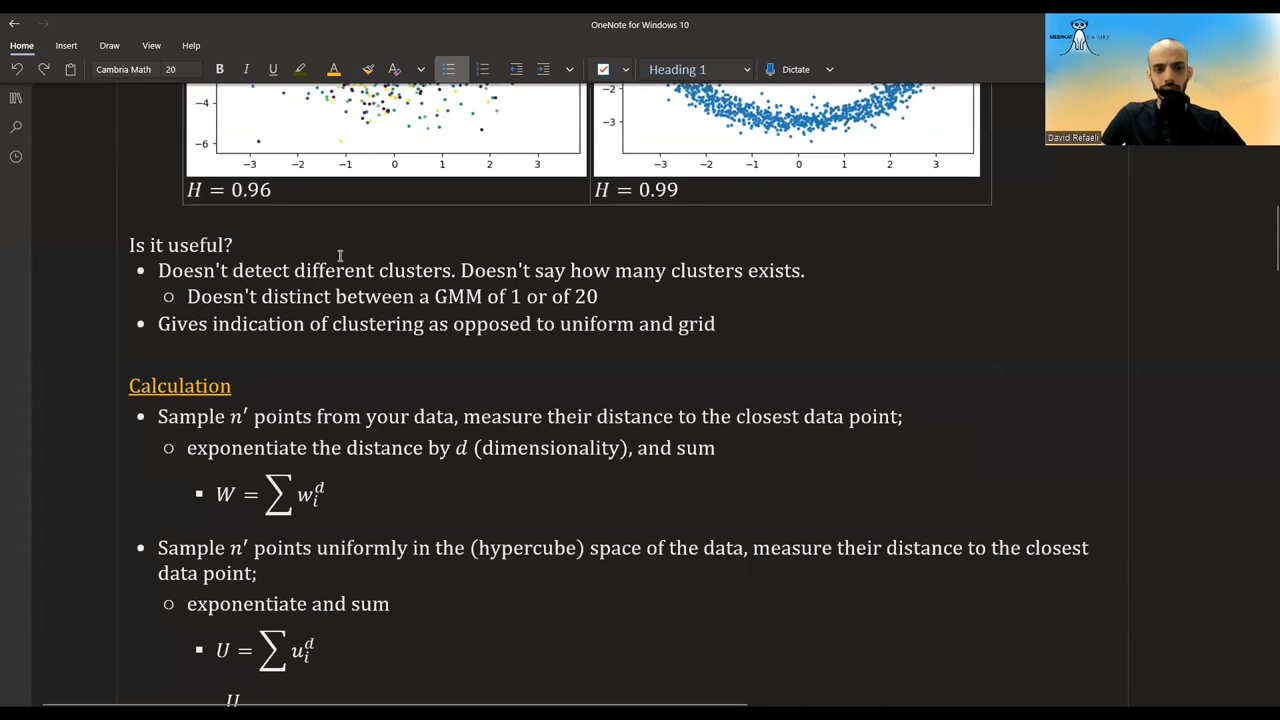 OneNote for Windows 10
Home Insert Draw View Help
Cambria Math 20 B I U A Heading 1 Dictate
MEERKAT
David Refaeli
−4
−6
−3 −2 −1 0 1 2 3
−2
−3
−3 −2 −1 0 1 2 3
H = 0.96
H = 0.99
Is it useful?
• Doesn't detect different clusters. Doesn't say how many clusters exists.
○ Doesn't distinct between a GMM of 1 or of 20
• Gives indication of clustering as opposed to uniform and grid
Calculation
• Sample n′ points from your data, measure their distance to the closest data point;
○ exponentiate the distance by d (dimensionality), and sum
▪ W = ∑ w_i^d
• Sample n′ points uniformly in the (hypercube) space of the data, measure their distance to the closest
data point;
○ exponentiate and sum
▪ U = ∑ u_i^d
U